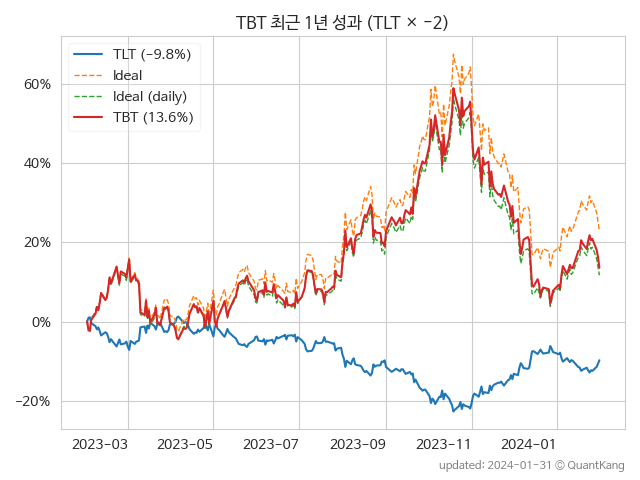 TBT 최근 1년 성과 (TLT × -2)
TLT (-9.8%)
Ideal
Ideal (daily)
TBT (13.6%)
60%
40%
20%
0%
-20%
2023-03 2023-05 2023-07 2023-09 2023-11 2024-01
updated: 2024-01-31 © QuantKang